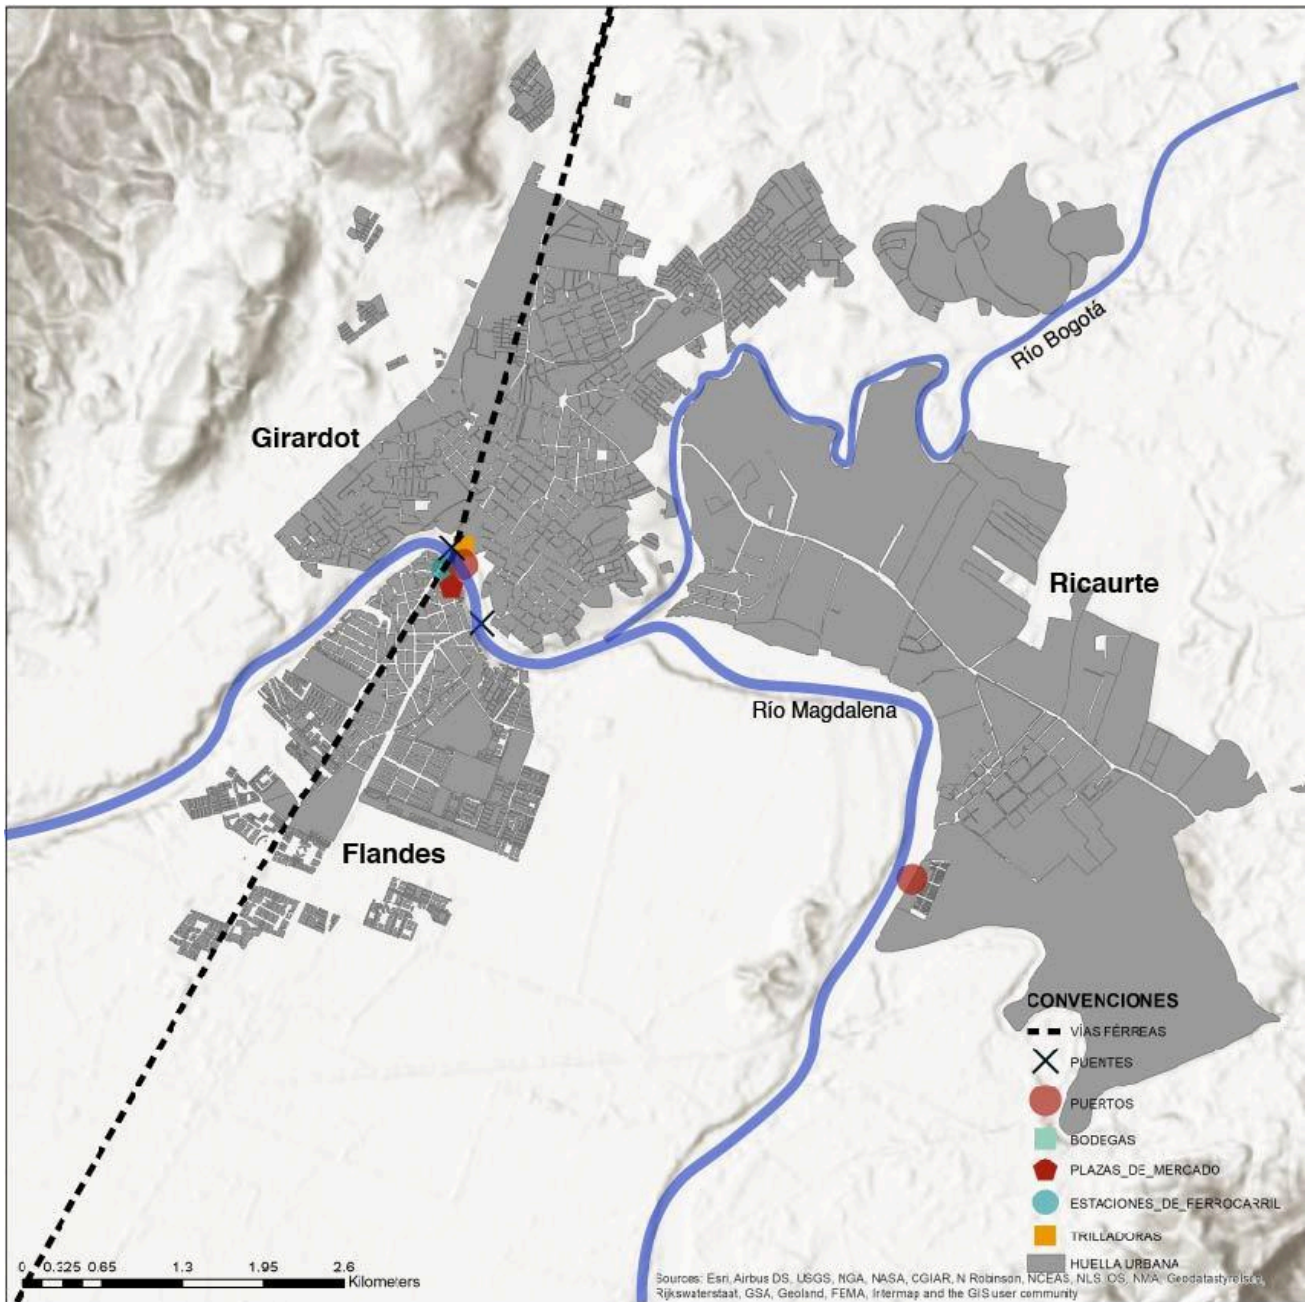 Río Bogotá
Girardot
Ricaurte
Río Magdalena
Flandes
CONVENCIONES
VÍAS FÉRREAS
PUENTES
PUERTOS
BODEGAS
PLAZAS_DE_MERCADO
ESTACIONES_DE_FERROCARRIL
TRILLADORAS
HUELLA URBANA
0 0.325 0.65 1.3 1.95 2.6
Kilometers
Sources: Esri, Airbus DS, USGS, NGA, NASA, CGIAR, N Robinson, NCEAS, NLS, OS, NMA, Geodatastyrelsen,
Rijkswaterstaat, GSA, Geoland, FEMA, Intermap and the GIS user community